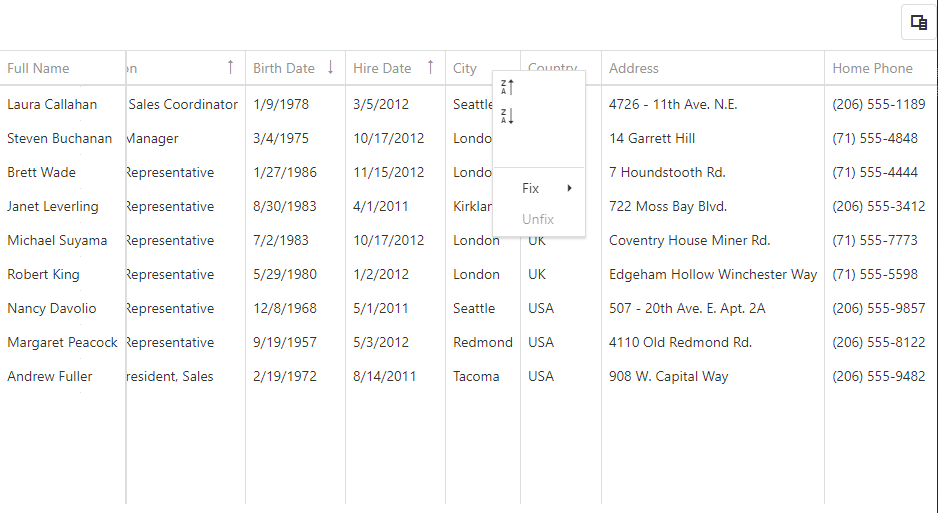 Full Name on Birth Date Hire Date City Country Address Home Phone
Laura Callahan Sales Coordinator 1/9/1978 3/5/2012 Seattle 4726 - 11th Ave. N.E. (206) 555-1189
Steven Buchanan Manager 3/4/1975 10/17/2012 Londo 14 Garrett Hill (71) 555-4848
Brett Wade Representative 1/27/1986 11/15/2012 Londo 7 Houndstooth Rd. (71) 555-4444
Janet Leverling Representative 8/30/1983 4/1/2011 Kirklan 722 Moss Bay Blvd. (206) 555-3412
Michael Suyama Representative 7/2/1983 10/17/2012 London UK Coventry House Miner Rd. (71) 555-7773
Robert King Representative 5/29/1980 1/2/2012 London UK Edgeham Hollow Winchester Way (71) 555-5598
Nancy Davolio Representative 12/8/1968 5/1/2011 Seattle USA 507 - 20th Ave. E. Apt. 2A (206) 555-9857
Margaret Peacock Representative 9/19/1957 5/3/2012 Redmond USA 4110 Old Redmond Rd. (206) 555-8122
Andrew Fuller resident, Sales 2/19/1972 8/14/2011 Tacoma USA 908 W. Capital Way (206) 555-9482
Z
A
Z
A
Fix
Unfix